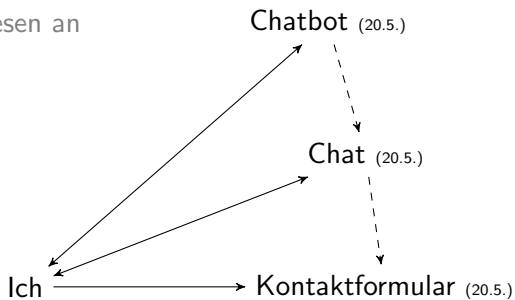 Chatbot (20.5.)
esen an
Chat (20.5.)
Ich
Kontaktformular (20.5.)